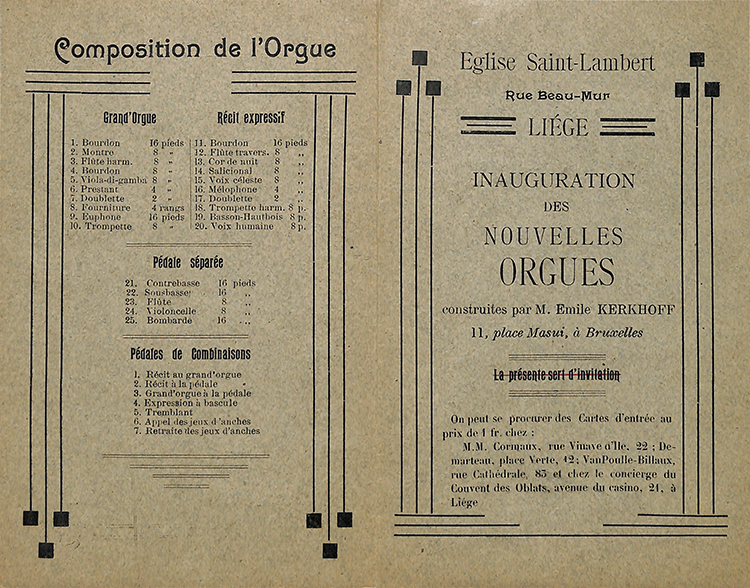 Composition de l'Orgue
Grand'Orgue
1. Bourdon 16 pieds
2. Montre 8 „
3. Flûte harm. 8 „
4. Bourdon 8 „
5. Viola-di-gamba 8 „
6. Prestant 4 „
7. Doublette 2 „
8. Fourniture 4 rangs
9. Euphone 16 pieds
10. Trompette 8 „
Récit expressif
11. Bourdon 16 pieds
12. Flûte travers. 8 „
13. Cor de nuit 8 „
14. Salicional 8 „
15. Voix céleste 8 „
16. Mélophone 4 „
17. Doublette 2 „
18. Trompette harm. 8 p.
19. Basson-Hautbois 8 p.
20. Voix humaine 8 p.
Pédale séparée
21. Contrebasse 16 pieds
22. Sousbasse 16 „
23. Flûte 8 „
24. Violoncelle 8 „
25. Bombarde 16 „
Pédales de Combinaisons
1. Récit au grand'orgue
2. Récit à la pédale
3. Grand'orgue à la pédale
4. Expression à bascule
5. Tremblant
6. Appel des jeux d'anches
7. Retraite des jeux d'anches
Eglise Saint-Lambert
Rue Beau-Mur
LIÉGE
INAUGURATION
DES
NOUVELLES
ORGUES
construites par M. Emile KERKHOFF
11, place Masui, à Bruxelles
La présente sert d'invitation
On peut se procurer des Cartes d'entrée au
prix de 1 fr. chez :
M.M. Cormaux, rue Vinave d'Ile, 22 ; De-
marteau, place Verte, 12 ; VanPoulle-Billaux,
rue Cathédrale, 85 et chez le concierge du
Couvent des Oblats, avenue du casino, 21, à
Liége